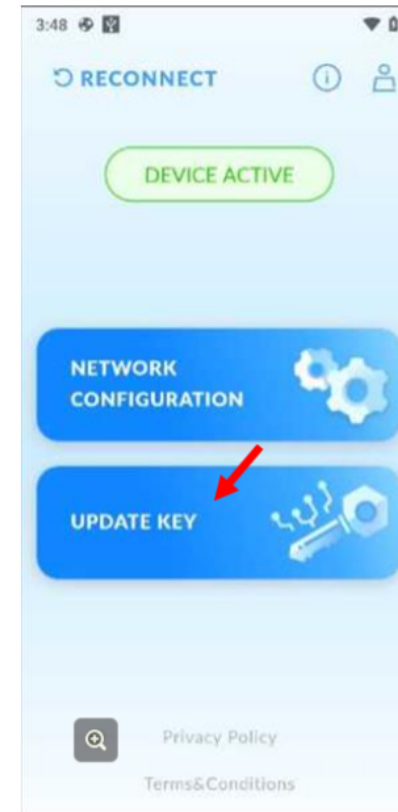 3:48
RECONNECT
DEVICE ACTIVE
NETWORK
CONFIGURATION
UPDATE KEY
Privacy Policy
Terms&Conditions